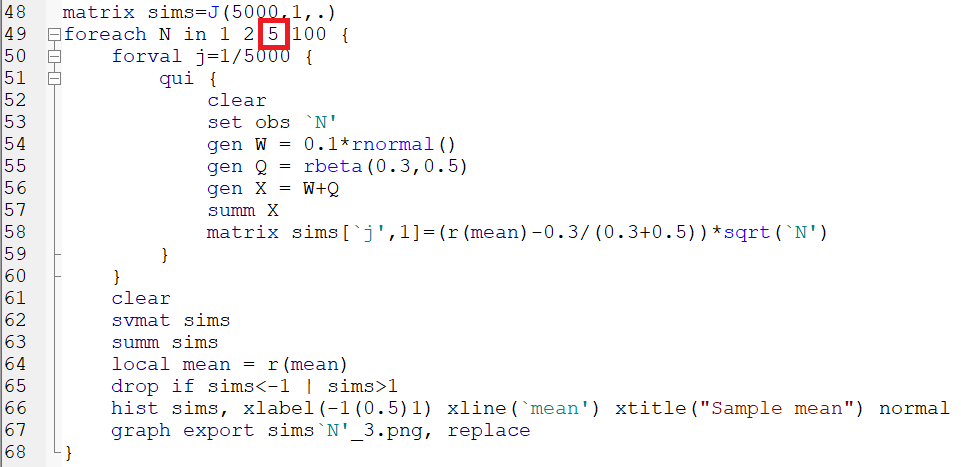 48 matrix sims=J(5000,1,.)
49 foreach N in 1 2 5 100 {
50 forval j=1/5000 {
51 qui {
52 clear
53 set obs `N'
54 gen W = 0.1*rnormal()
55 gen Q = rbeta(0.3,0.5)
56 gen X = W+Q
57 summ X
58 matrix sims[`j',1]=(r(mean)-0.3/(0.3+0.5))*sqrt(`N')
59 }
60 }
61 clear
62 svmat sims
63 summ sims
64 local mean = r(mean)
65 drop if sims<-1 | sims>1
66 hist sims, xlabel(-1(0.5)1) xline(`mean') xtitle("Sample mean") normal
67 graph export sims`N'_3.png, replace
68 }